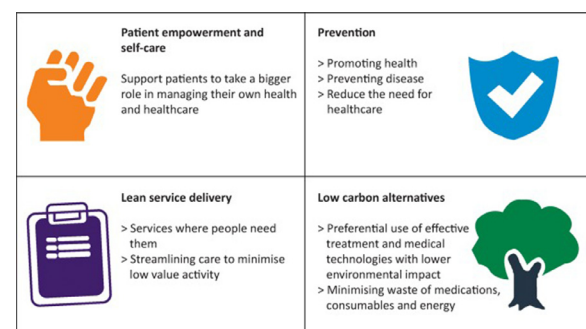 Patient empowerment and
self-care
Support patients to take a bigger
role in managing their own health
and healthcare
Prevention
> Promoting health
> Preventing disease
> Reduce the need for
healthcare
Lean service delivery
> Services where people need
them
> Streamlining care to minimise
low value activity
Low carbon alternatives
> Preferential use of effective
treatment and medical
technologies with lower
environmental impact
> Minimising waste of medications,
consumables and energy